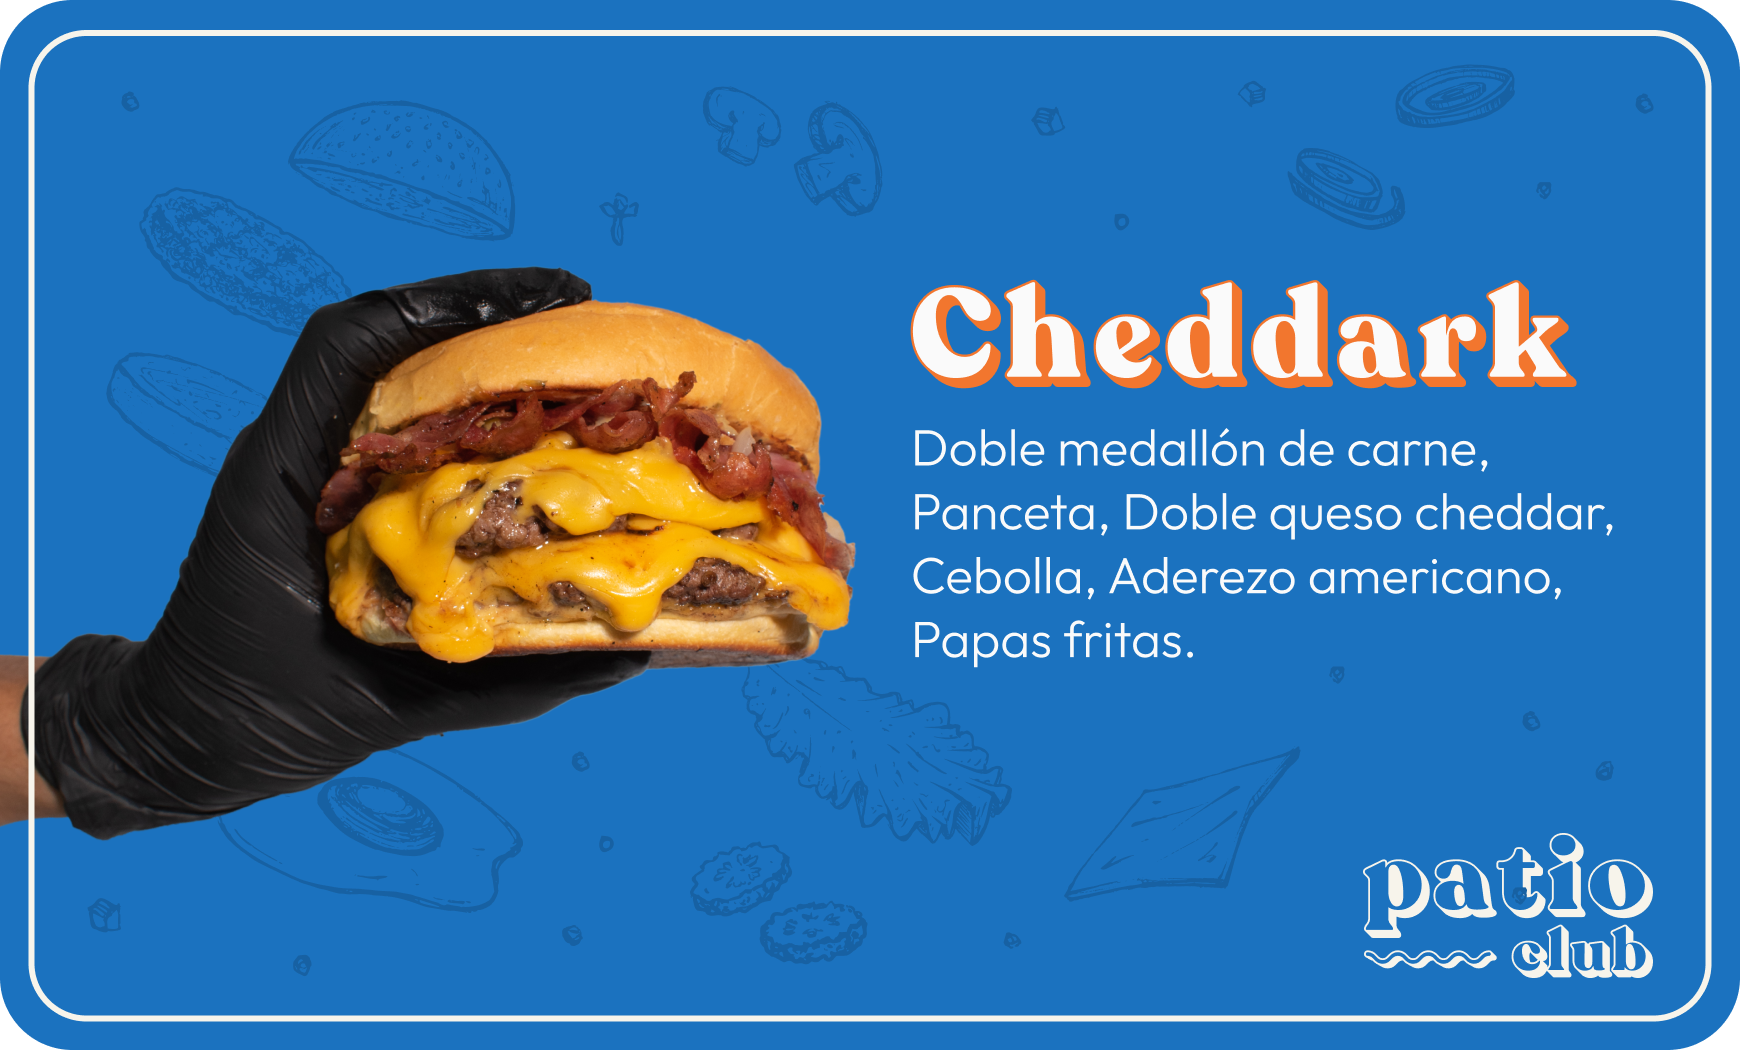 Cheddark
Doble medallón de carne,
Panceta, Doble queso cheddar,
Cebolla, Aderezo americano,
Papas fritas.
patio
club